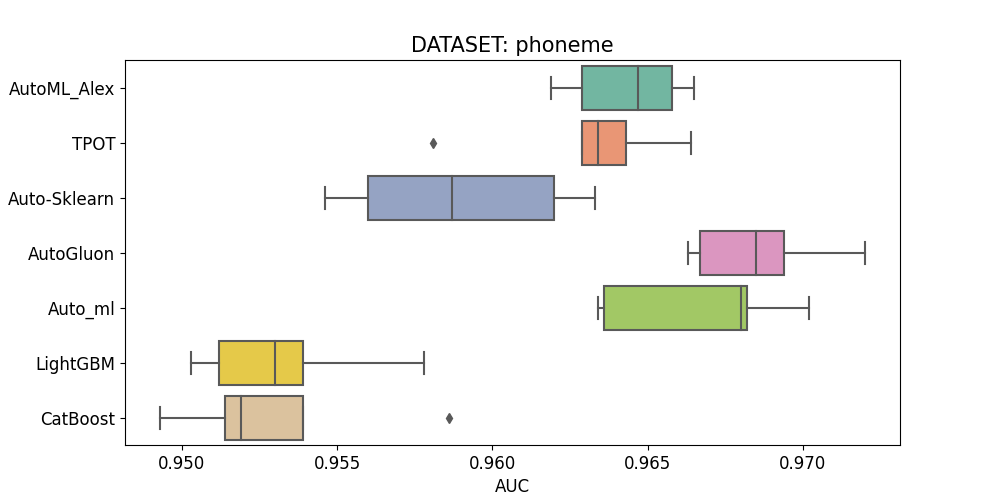 DATASET: phoneme
AutoML_Alex
TPOT
Auto-Sklearn
AutoGluon
Auto_ml
LightGBM
CatBoost
0.950 0.955 0.960 0.965 0.970
AUC